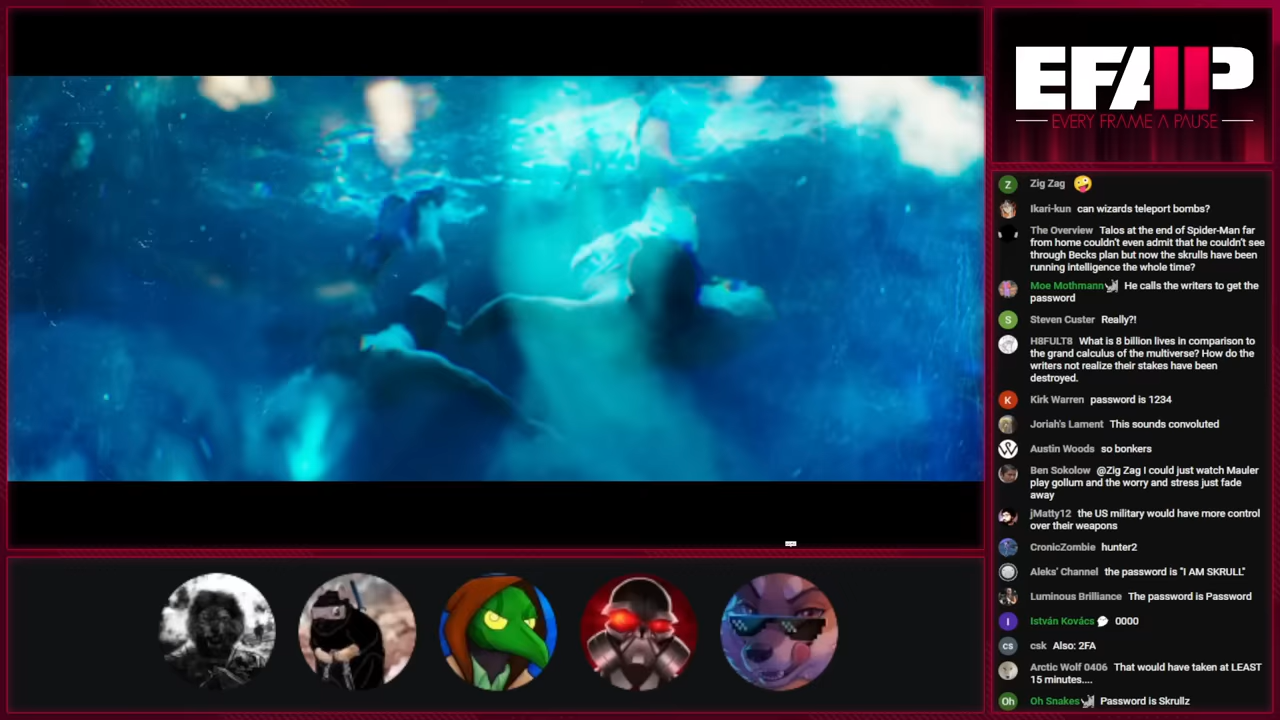 EFAP
EVERY FRAME A PAUSE
Z Zig Zag
Ikari-kun can wizards teleport bombs?
The Overview Talos at the end of Spider-Man far
from home couldn't even admit that he couldn't see
through Becks plan but now the skrulls have been
running intelligence the whole time?
Moe Mothmann He calls the writers to get the
password
S Steven Custer Really?!
H8FULT8 What is 8 billion lives in comparison to
the grand calculus of the multiverse? How do the
writers not realize their stakes have been
destroyed.
K Kirk Warren password is 1234
Joriah's Lament This sounds convoluted
W Austin Woods so bonkers
Ben Sokolow @Zig Zag I could just watch Mauler
play gollum and the worry and stress just fade
away
jMatty12 the US military would have more control
over their weapons
CronicZombie hunter2
Aleks' Channel the password is "I AM SKRULL"
Luminous Brilliance The password is Password
I István Kovács 0000
cs csk Also: 2FA
Arctic Wolf 0406 That would have taken at LEAST
15 minutes....
Oh Oh Snakes Password is Skrullz